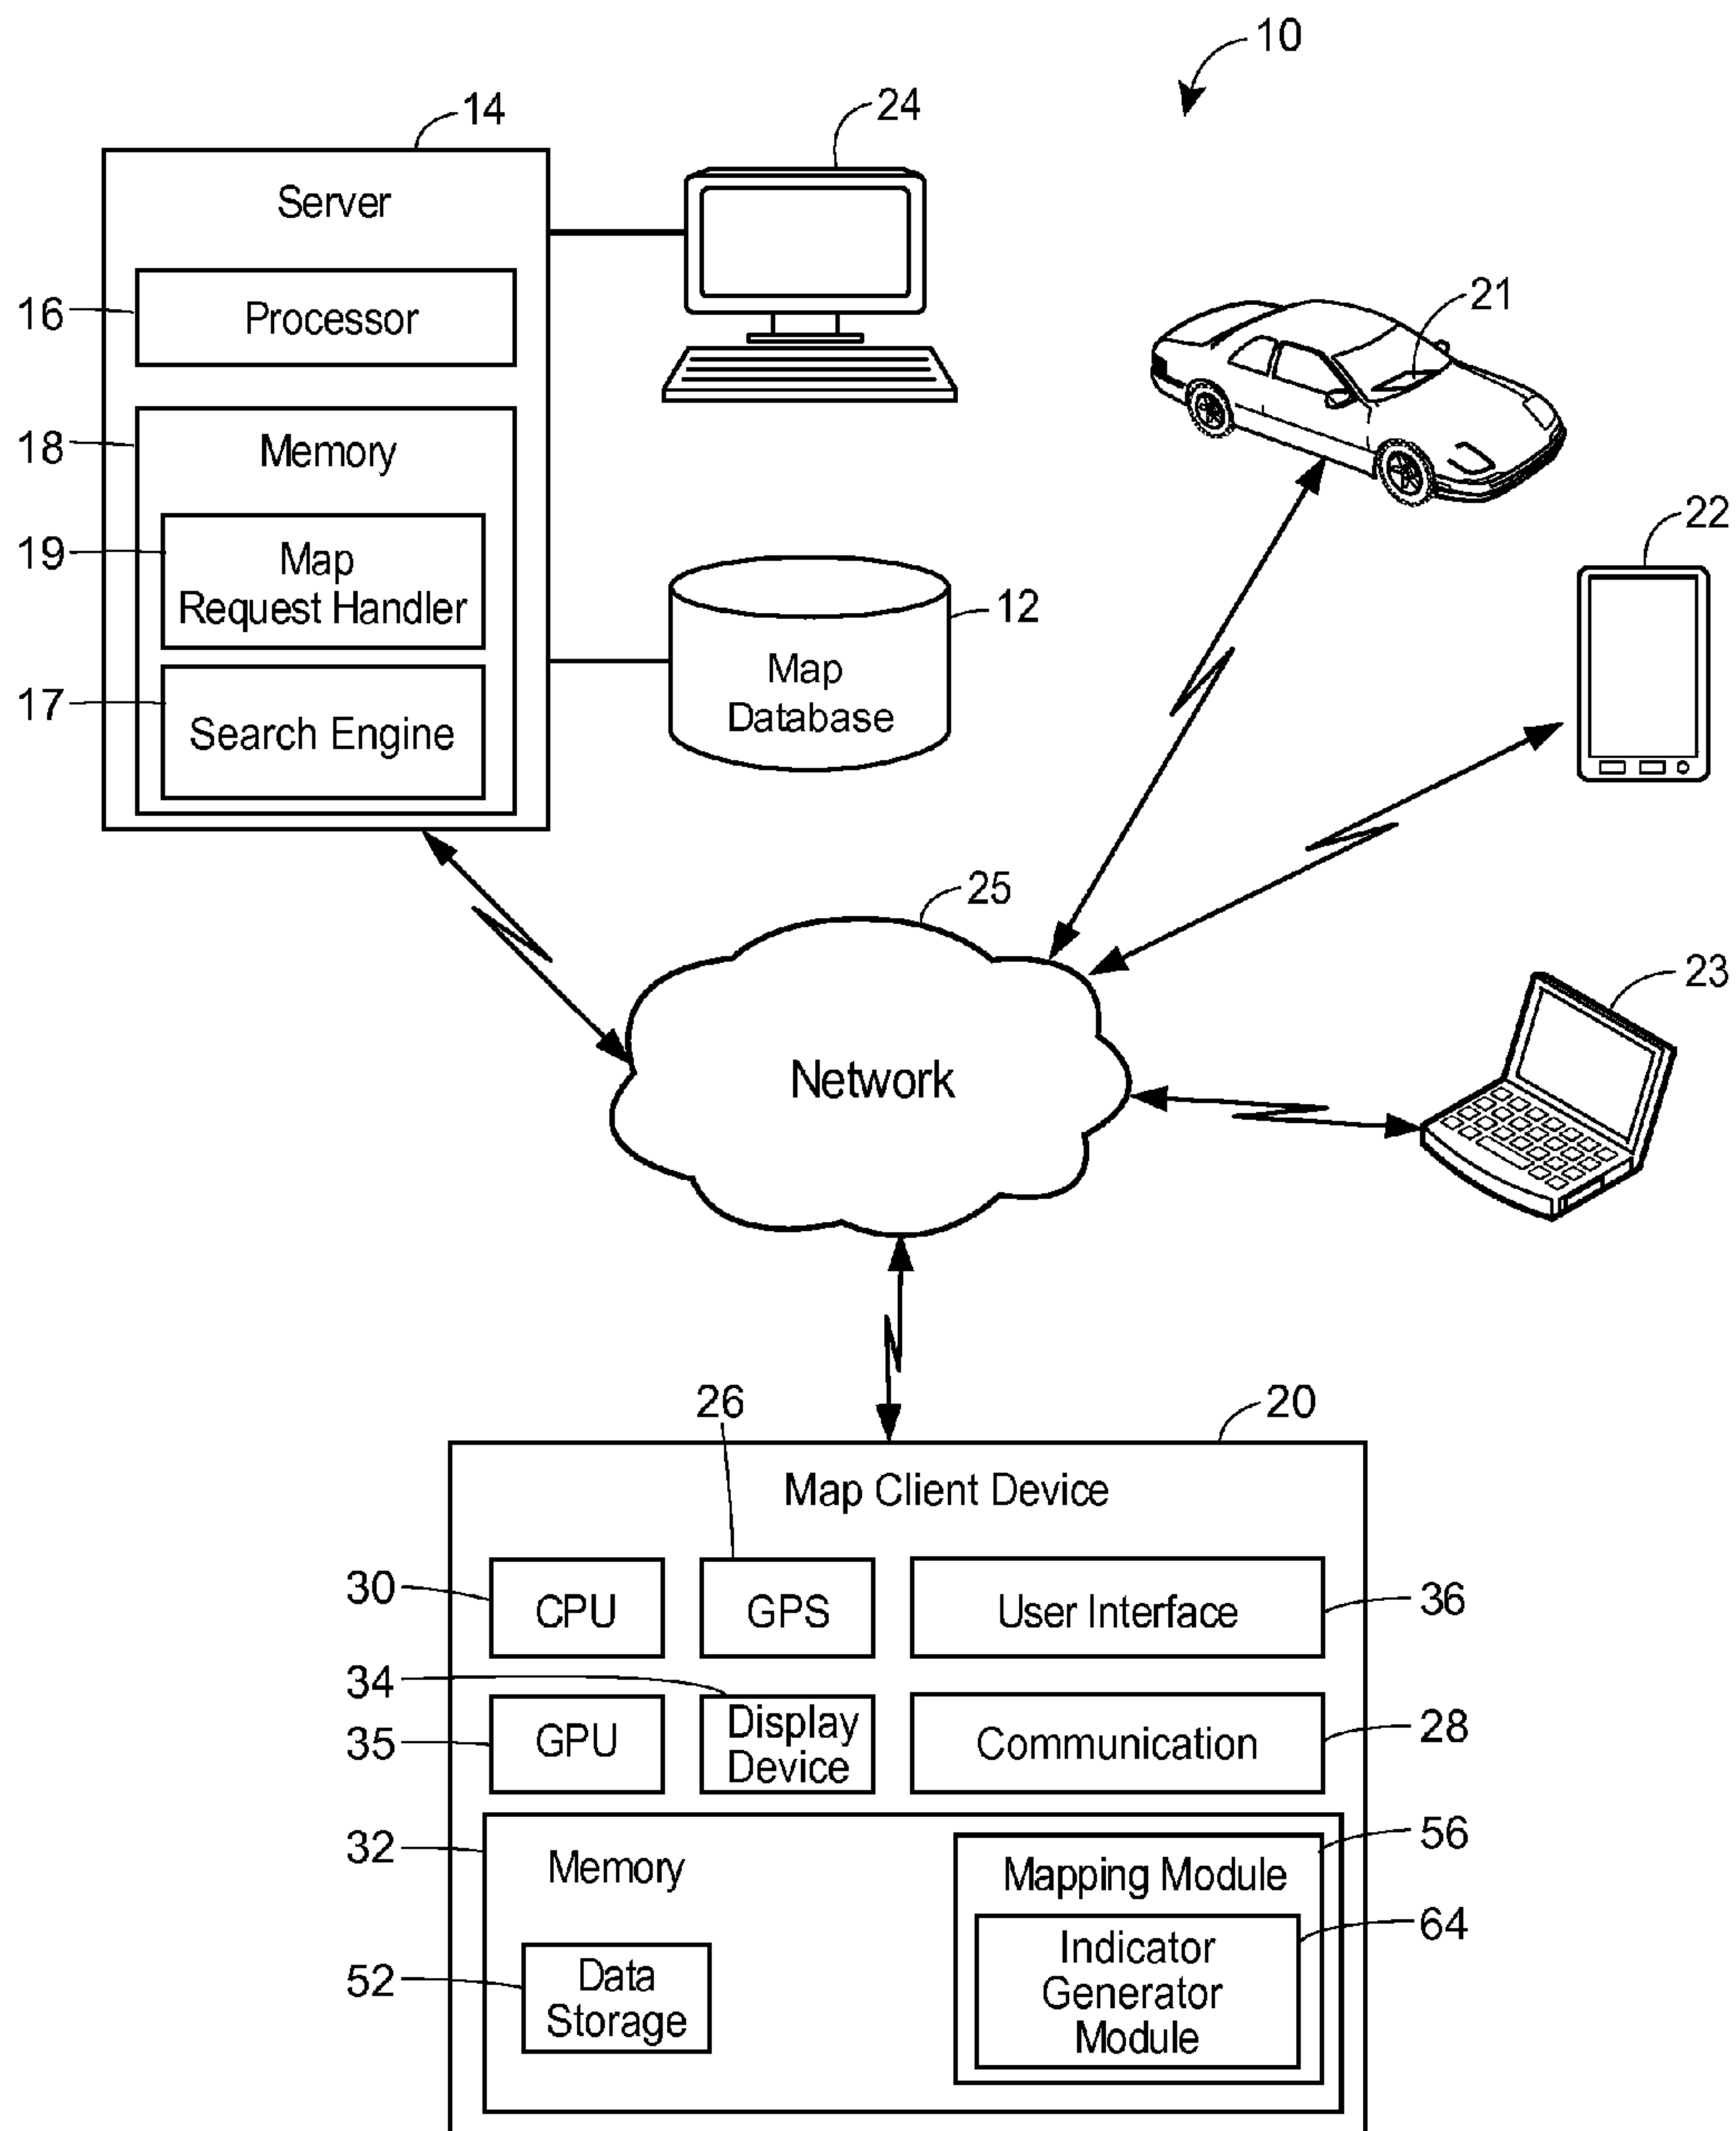 10
14
24
Server
21
16
Processor
18
Memory
22
19
Map
Request Handler
12
Map
Database
17
Search Engine
25
23
Network
26
20
Map Client Device
30
CPU
GPS
User Interface
36
34
35
GPU
Display
Device
Communication
28
32
Memory
56
Mapping Module
64
52
Data
Storage
Indicator
Generator
Module